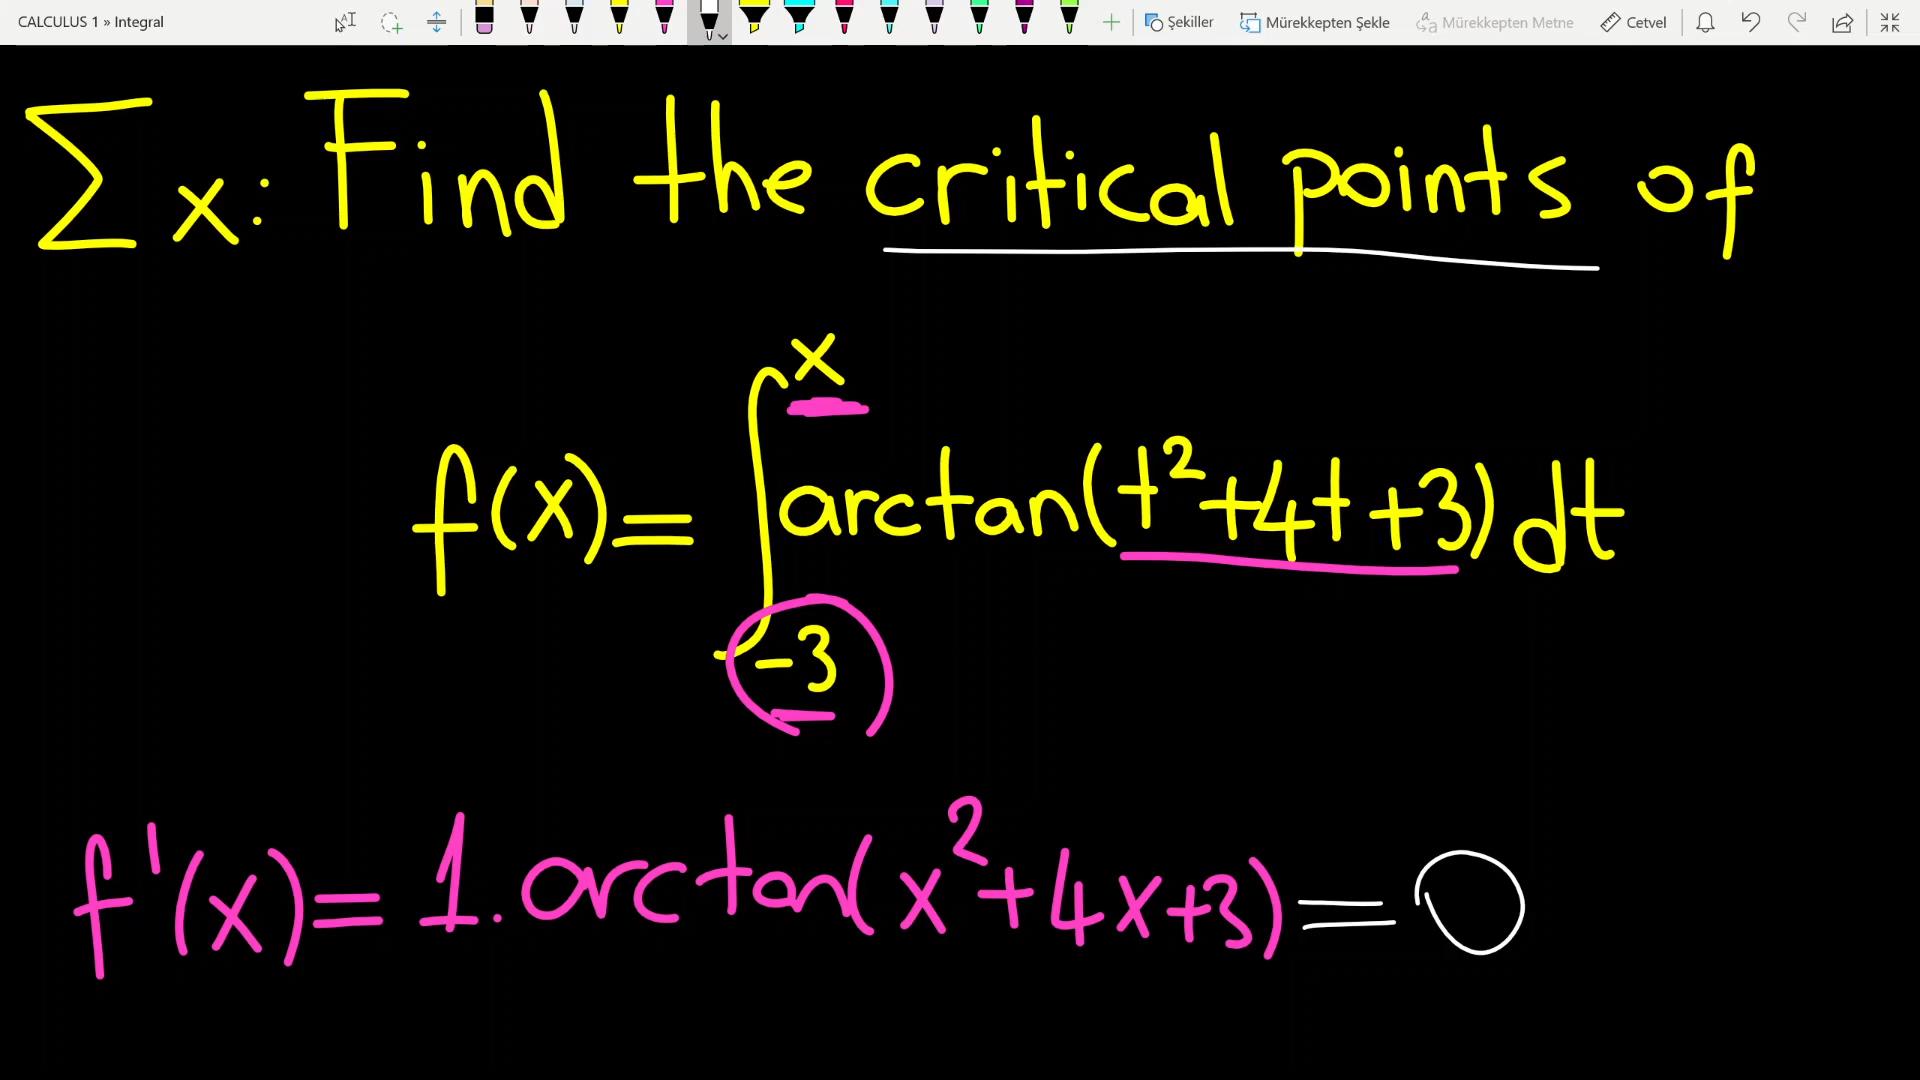 CALCULUS 1 » Integral Şekiller Mürekkepten Şekle Mürekkepten Metne Cetvel
Σx: Find the critical points of
x
f(x) = ∫ arctan(t²+4t+3) dt
-3
f'(x) = 1. arctan(x²+4x+3) = 0